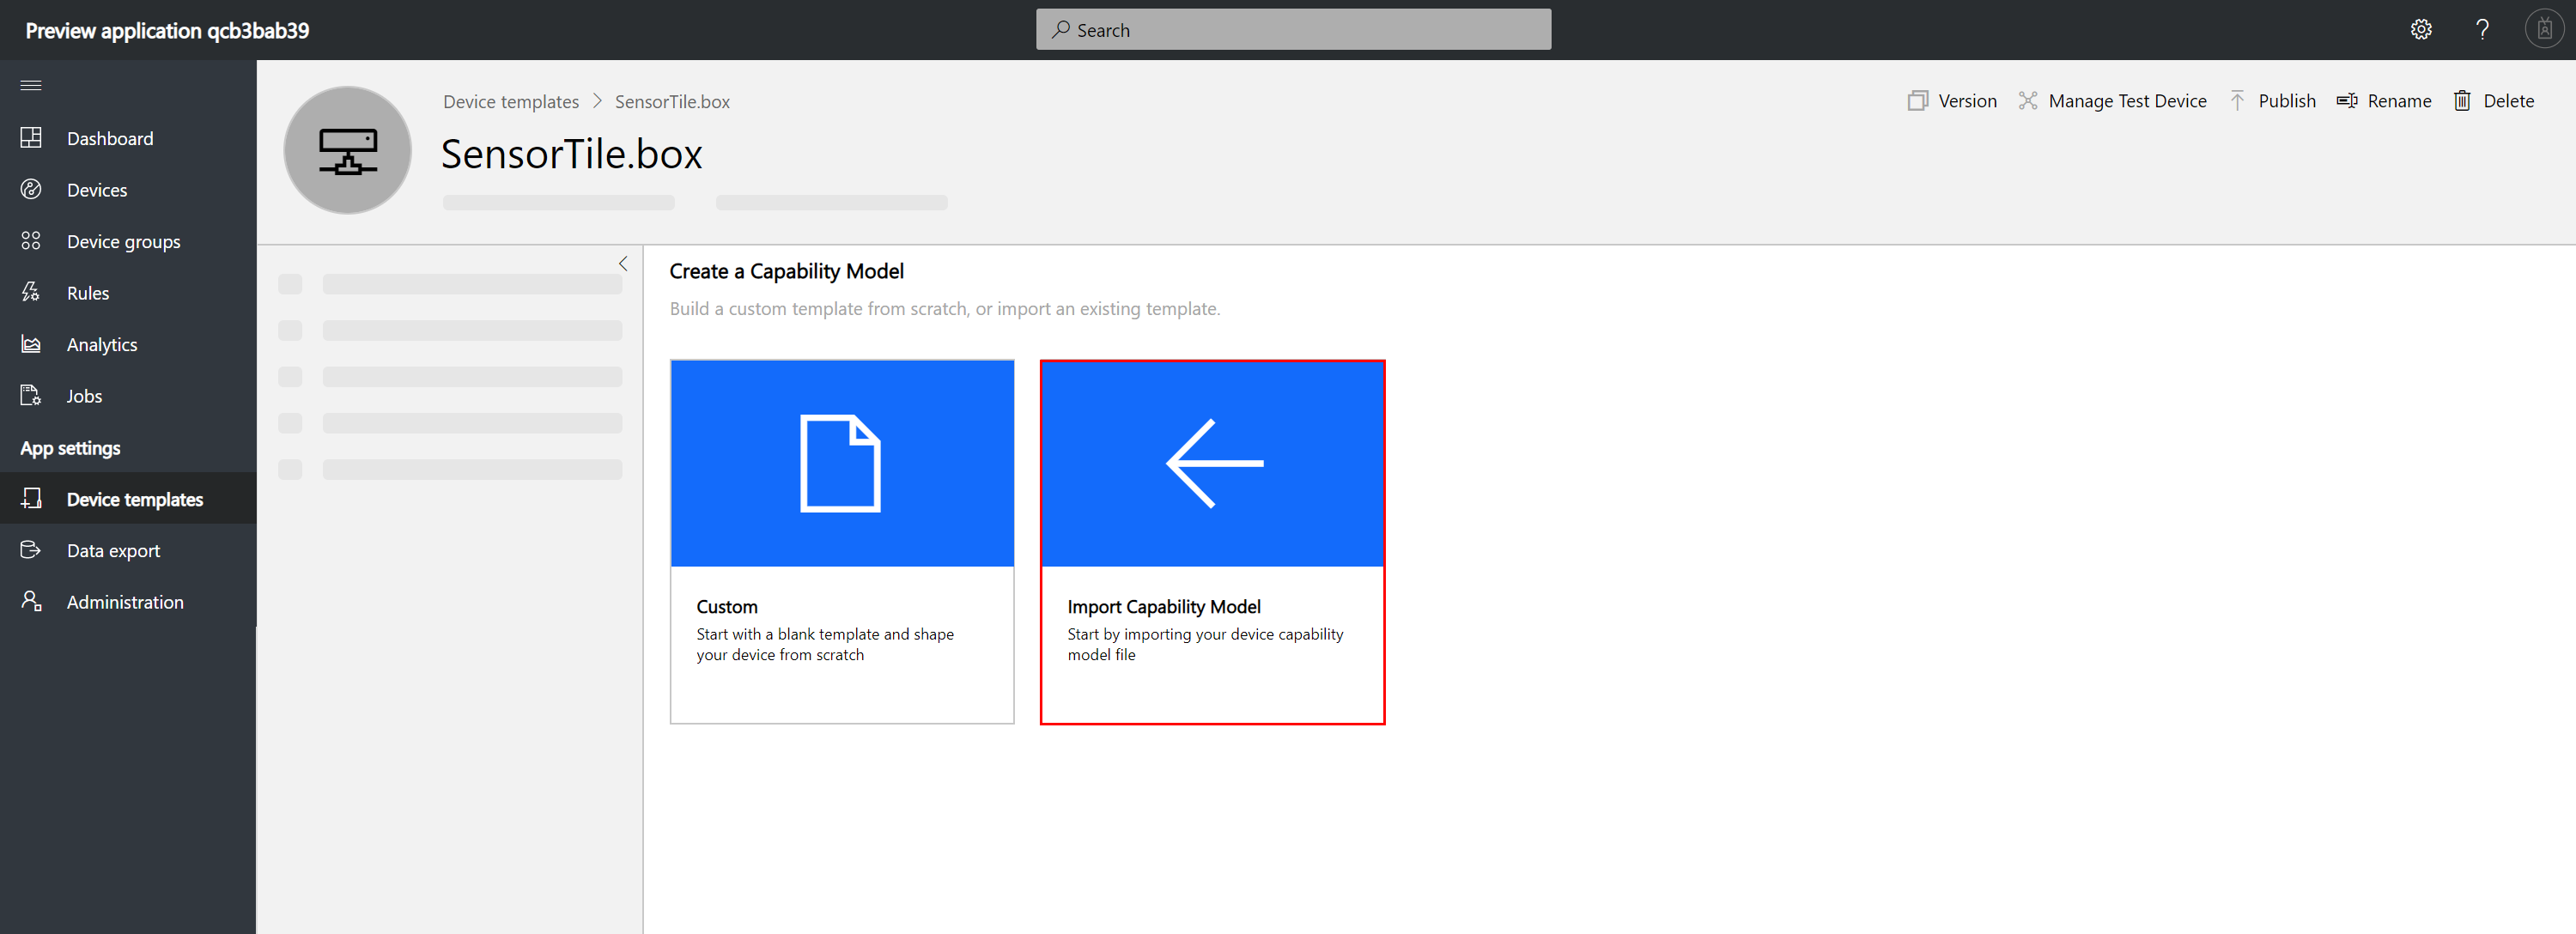 Preview application qcb3bab39
Search
?
Dashboard
Devices
Device groups
Rules
Analytics
Jobs
App settings
Device templates
Data export
Administration
Device templates > SensorTile.box
Version
Manage Test Device
Publish
Rename
Delete
SensorTile.box
Create a Capability Model
Build a custom template from scratch, or import an existing template.
Custom
Start with a blank template and shape
your device from scratch
Import Capability Model
Start by importing your device capability
model file